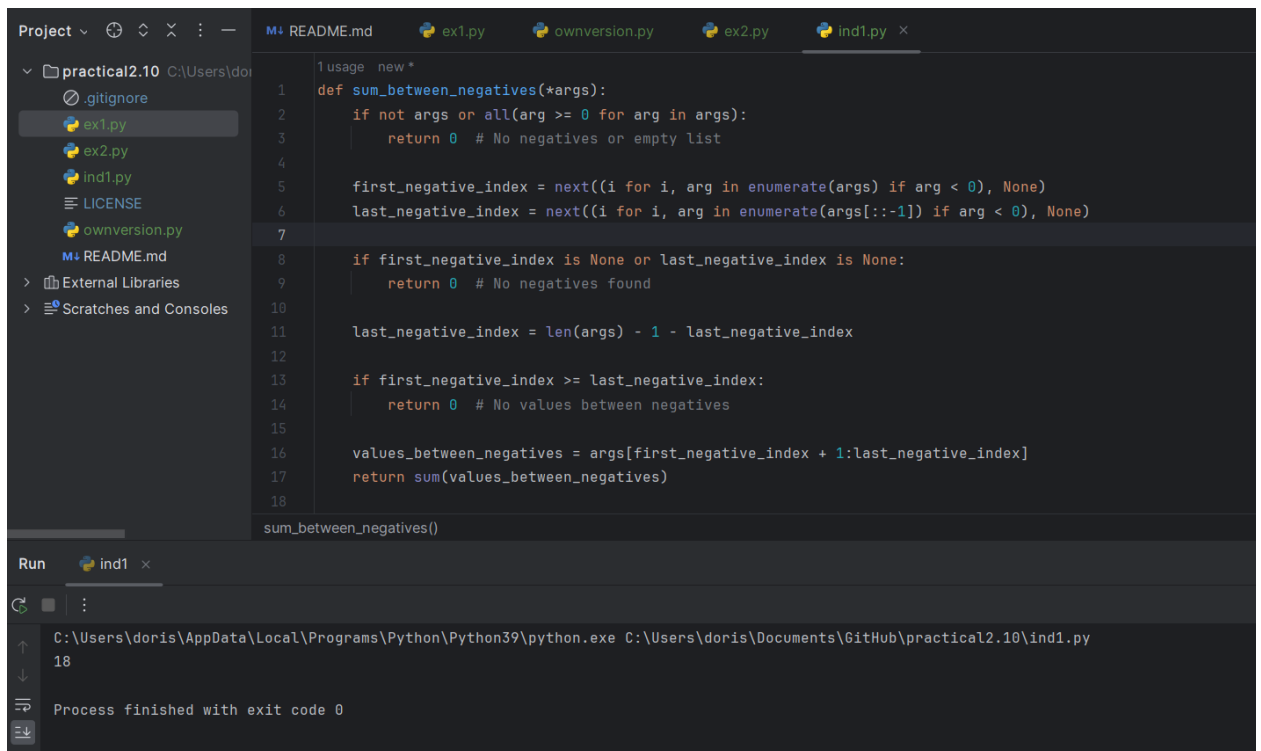 Project
practical2.10 C:\Users\doi
.gitignore
ex1.py
ex2.py
ind1.py
LICENSE
ownversion.py
M↓ README.md
External Libraries
Scratches and Consoles
M↓ README.md ex1.py ownversion.py ex2.py ind1.py ×
1 usage new *
1 def sum_between_negatives(*args):
2 if not args or all(arg >= 0 for arg in args):
3 return 0 # No negatives or empty list
4
5 first_negative_index = next((i for i, arg in enumerate(args) if arg < 0), None)
6 last_negative_index = next((i for i, arg in enumerate(args[::-1]) if arg < 0), None)
7
8 if first_negative_index is None or last_negative_index is None:
9 return 0 # No negatives found
10
11 last_negative_index = len(args) - 1 - last_negative_index
12
13 if first_negative_index >= last_negative_index:
14 return 0 # No values between negatives
15
16 values_between_negatives = args[first_negative_index + 1:last_negative_index]
17 return sum(values_between_negatives)
18
sum_between_negatives()
Run ind1 ×
C:\Users\doris\AppData\Local\Programs\Python\Python39\python.exe C:\Users\doris\Documents\GitHub\practical2.10\ind1.py
18
Process finished with exit code 0